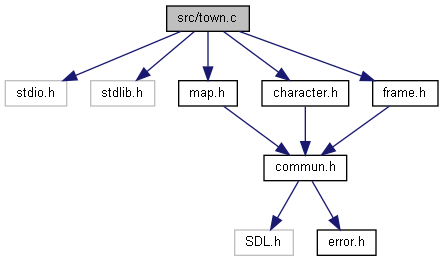 src/town.c
stdio.h
stdlib.h
map.h
character.h
frame.h
commun.h
SDL.h
error.h